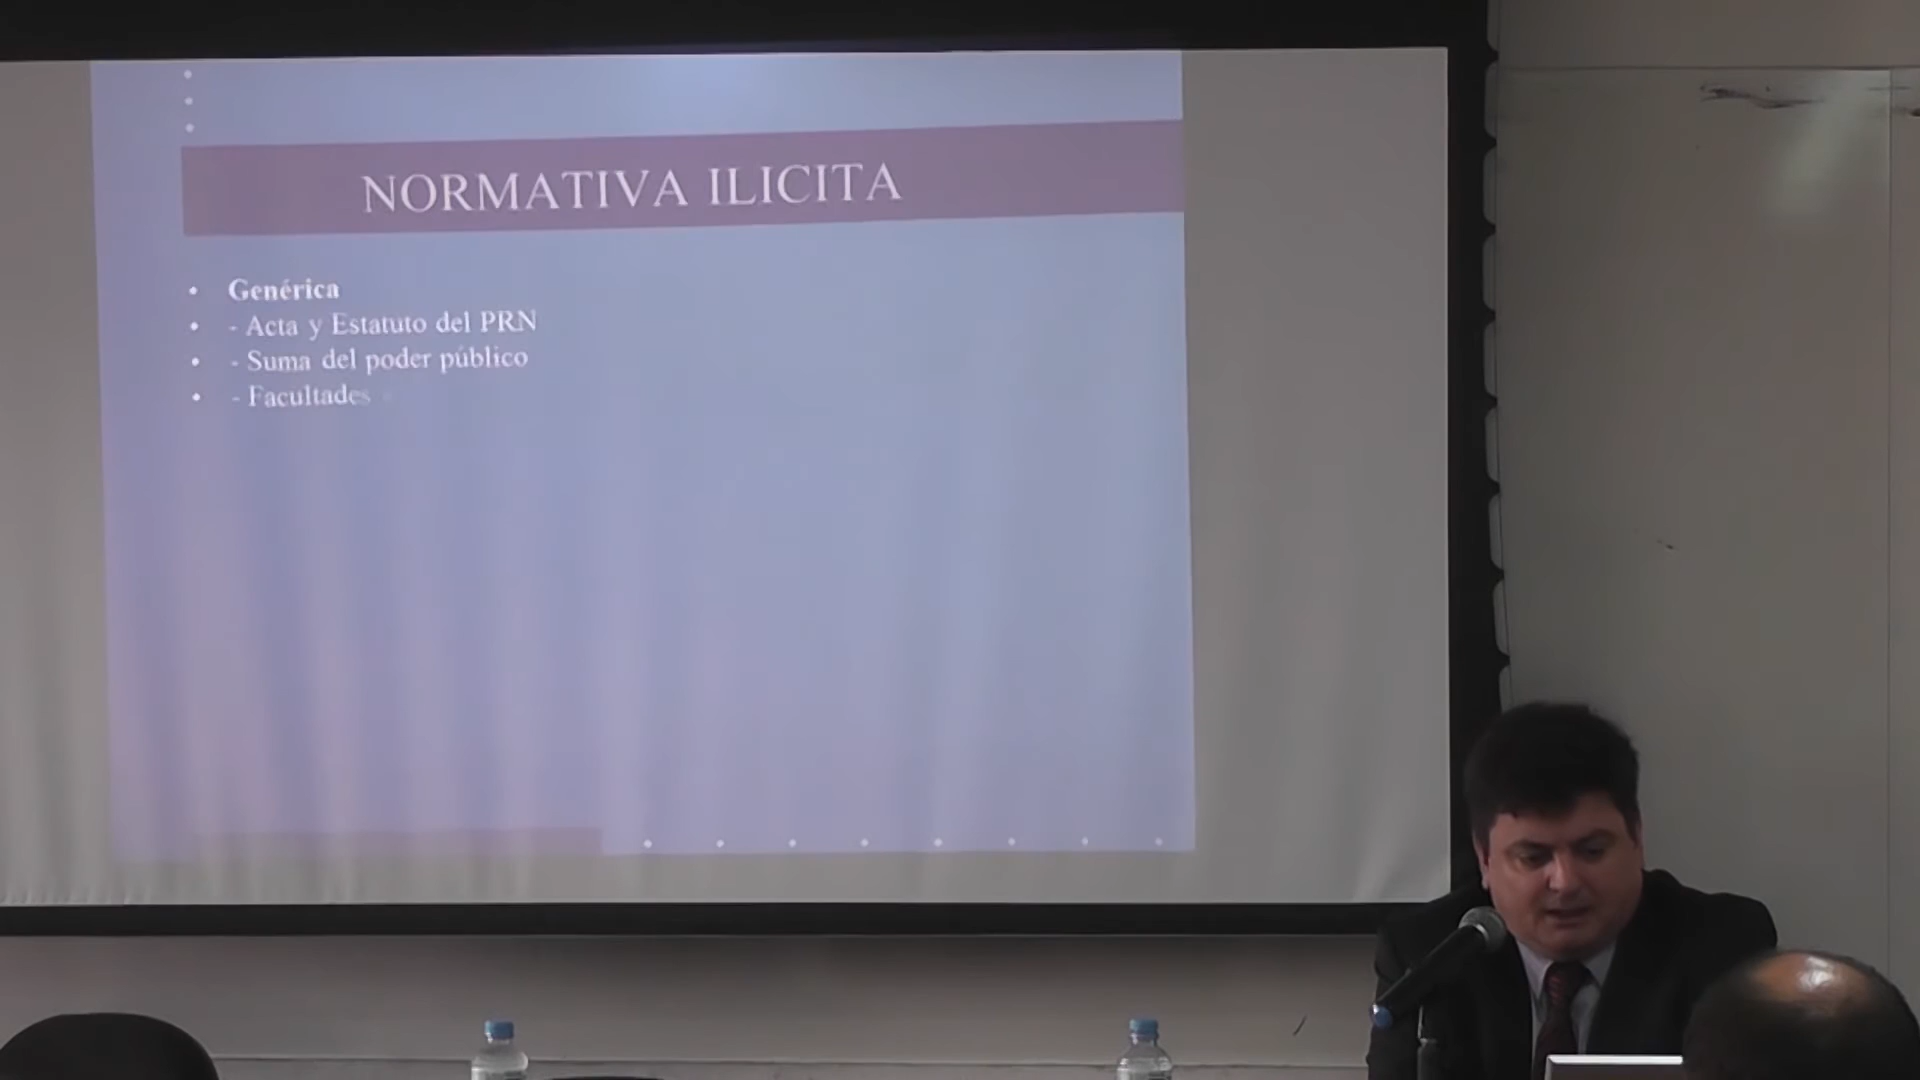 NORMATIVA ILICITA
• Genérica
• - Acta y Estatuto del PRN
• - Suma del poder público
• - Facultades